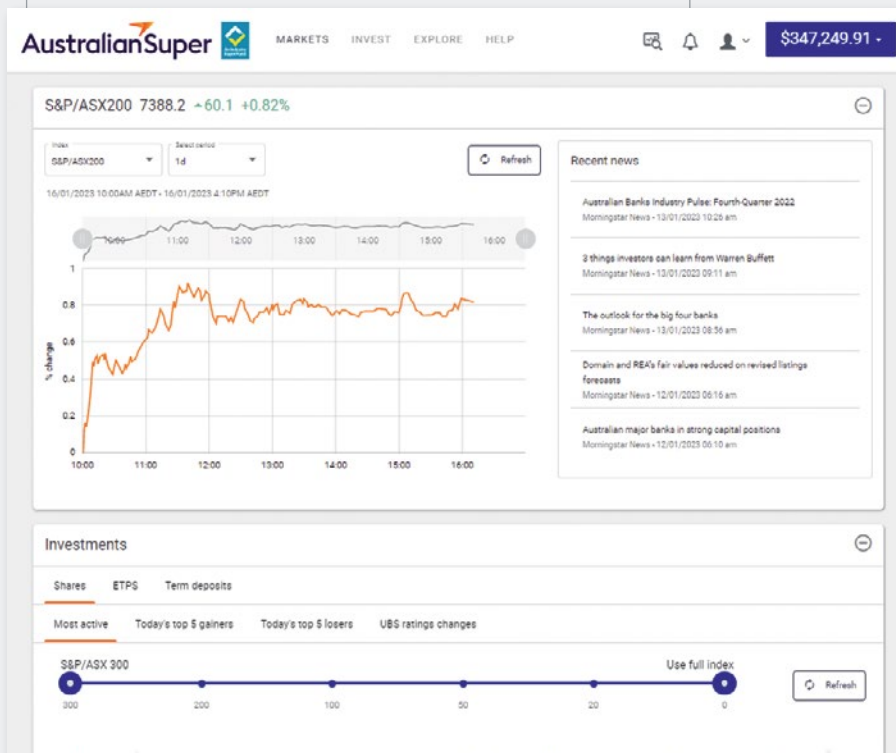 AustralianSuper
MARKETS INVEST EXPLORE HELP
$347,249.91
S&P/ASX200 7388.2 60.1 +0.82%
Index
S&P/ASX200
Select period
1d
Refresh
16/01/2023 10:00AM AEDT - 16/01/2023 4:10PM AEDT
10:00 11:00 12:00 13:00 14:00 15:00 16:00
% change
1
0.8
0.6
0.4
0.2
0
10:00 11:00 12:00 13:00 14:00 15:00 16:00
Recent news
Australian Banks Industry Pulse: Fourth-Quarter 2022
Morningstar News - 13/01/2023 10:26 am
3 things investors can learn from Warren Buffett
Morningstar News - 13/01/2023 09:11 am
The outlook for the big four banks
Morningstar News - 13/01/2023 08:56 am
Domain and REA's fair values reduced on revised listings
forecasts
Morningstar News - 12/01/2023 06:16 am
Australian major banks in strong capital positions
Morningstar News - 12/01/2023 06:10 am
Investments
Shares ETPS Term deposits
Most active Today's top 5 gainers Today's top 5 losers UBS ratings changes
S&P/ASX 300 Use full index
300 200 100 50 20 0
Refresh